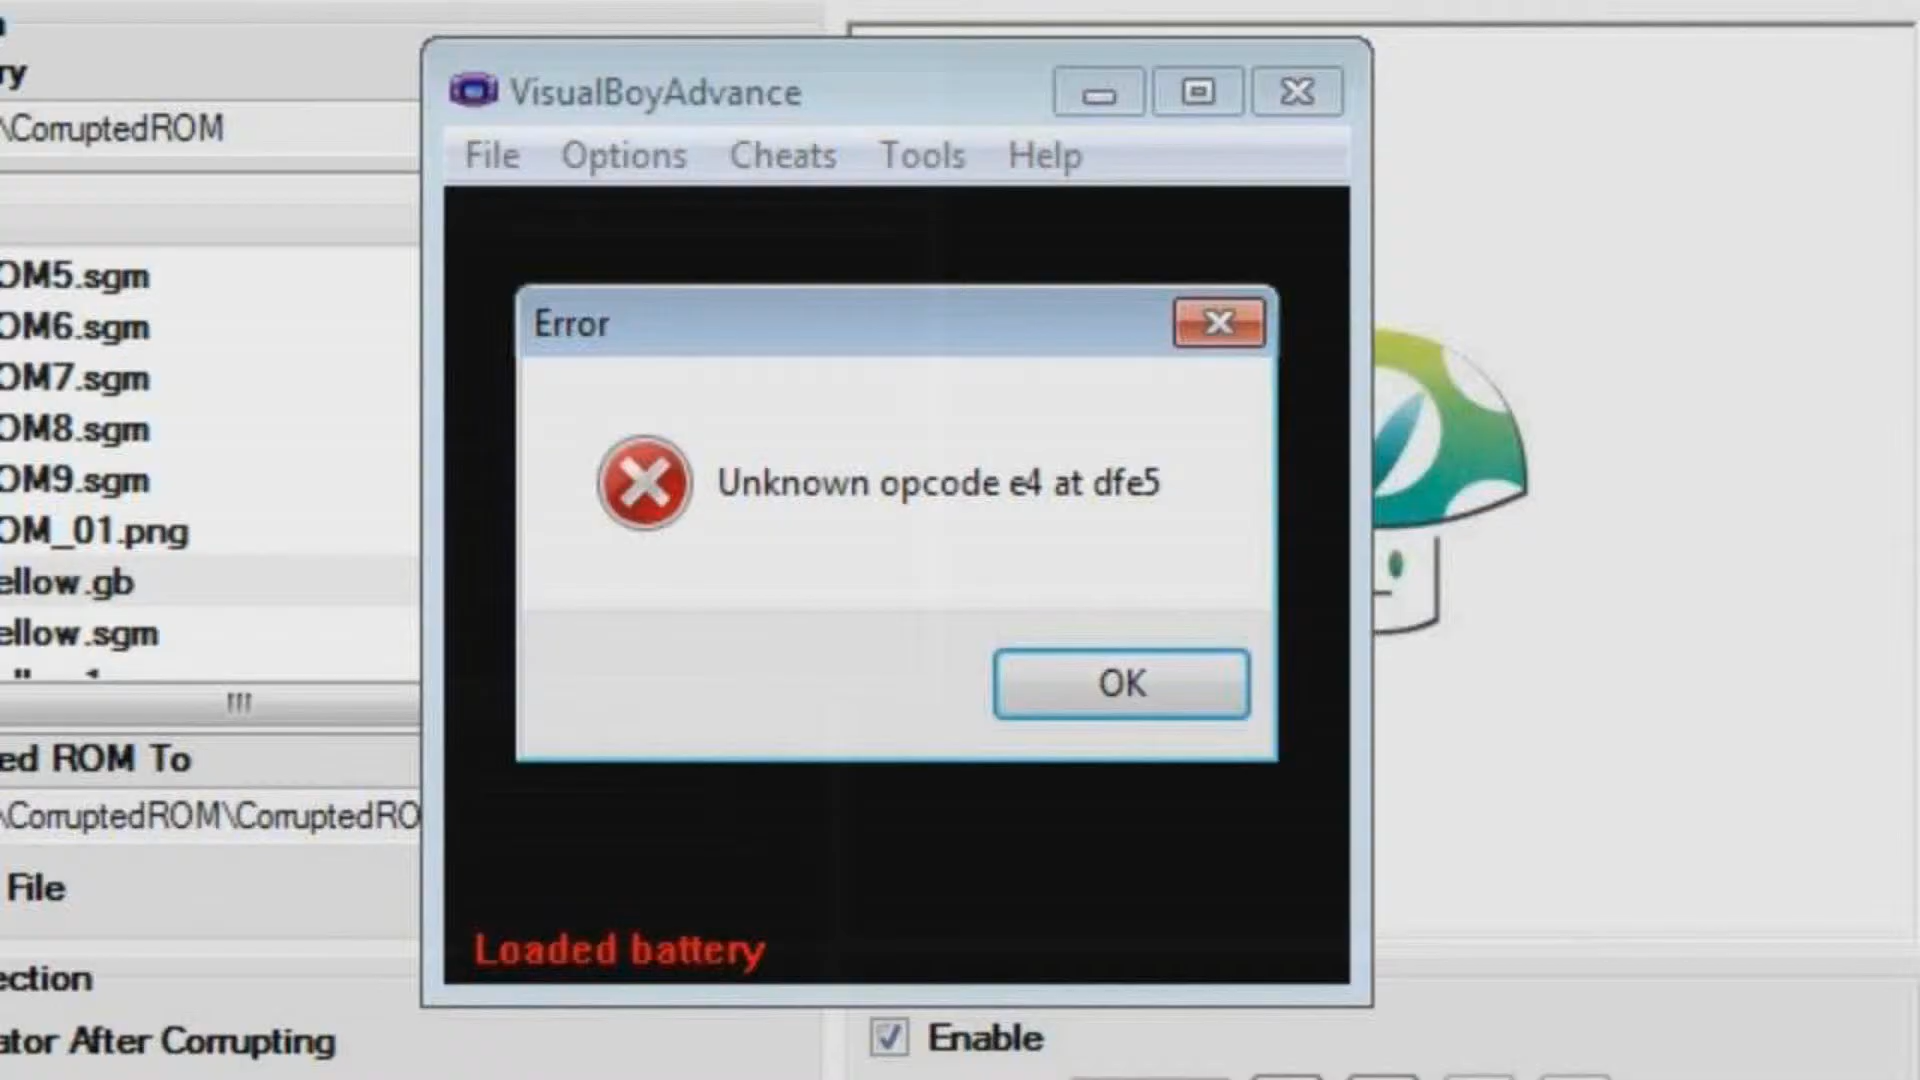 ry
\CorruptedROM
OM5.sgm
OM6.sgm
OM7.sgm
OM8.sgm
OM9.sgm
OM_01.png
ellow.gb
ellow.sgm
ed ROM To
\CorruptedROM\CorruptedRO
File
ection
ator After Corrupting
VisualBoyAdvance
File Options Cheats Tools Help
Error
Unknown opcode e4 at dfe5
OK
Loaded battery
Enable